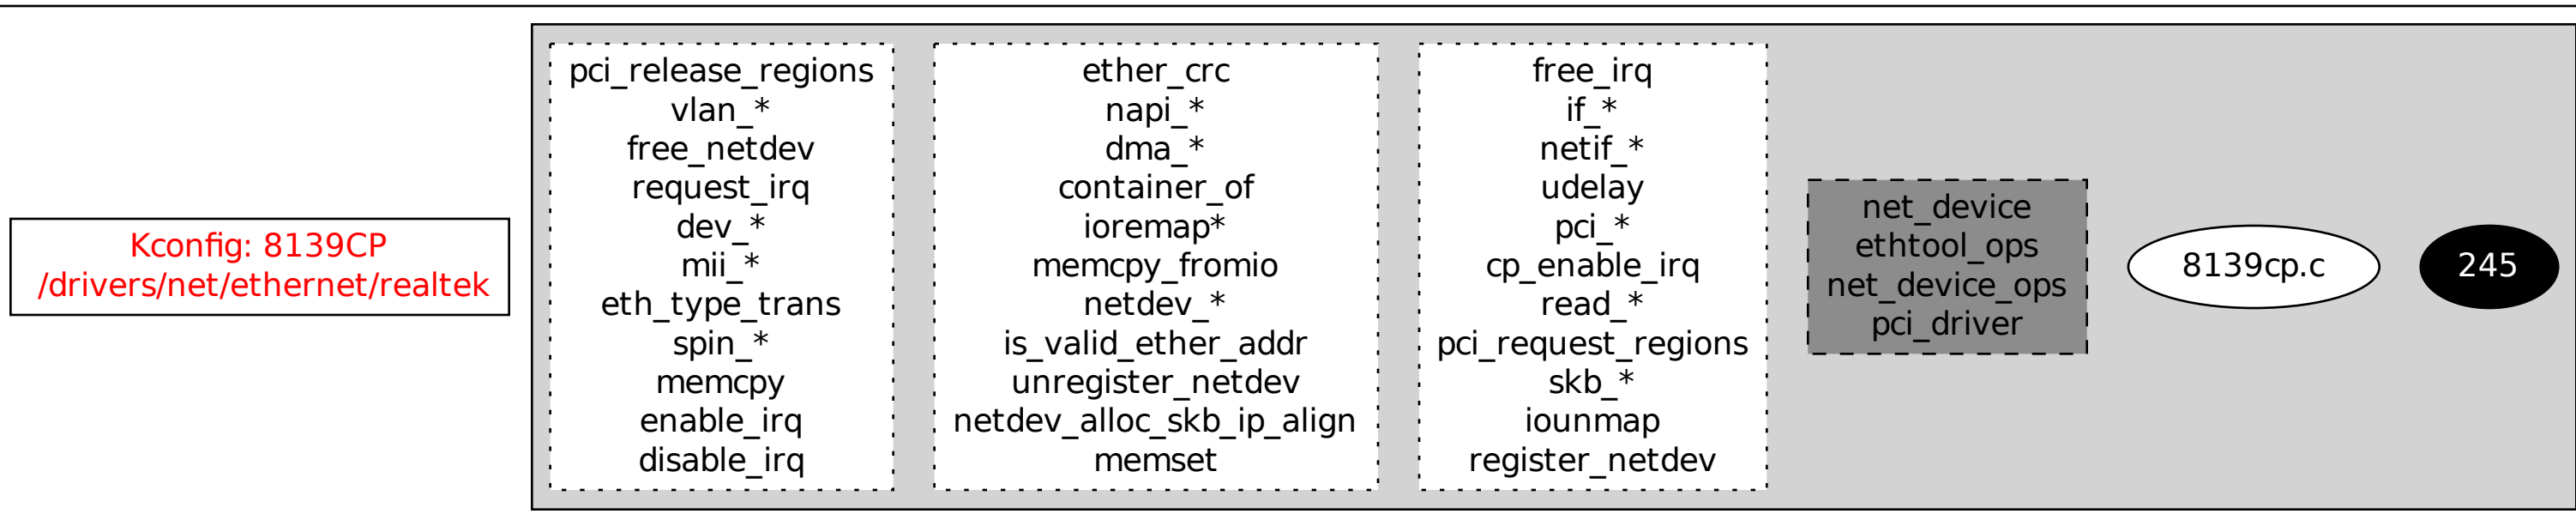 Kconfig: 8139CP
/drivers/net/ethernet/realtek
pci_release_regions
vlan_*
free_netdev
request_irq
dev_*
mii_*
eth_type_trans
spin_*
memcpy
enable_irq
disable_irq
ether_crc
napi_*
dma_*
container_of
ioremap*
memcpy_fromio
netdev_*
is_valid_ether_addr
unregister_netdev
netdev_alloc_skb_ip_align
memset
free_irq
if_*
netif_*
udelay
pci_*
cp_enable_irq
read_*
pci_request_regions
skb_*
iounmap
register_netdev
net_device
ethtool_ops
net_device_ops
pci_driver
8139cp.c
245